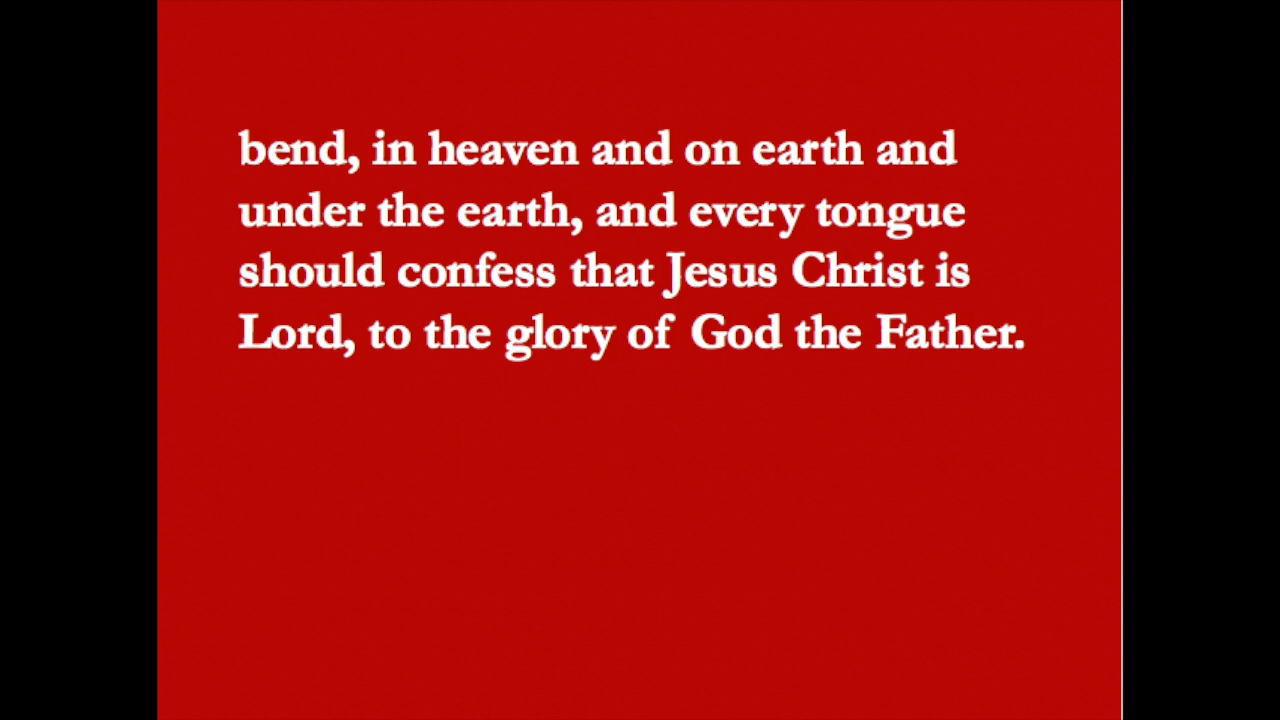 bend, in heaven and on earth and
under the earth, and every tongue
should confess that Jesus Christ is
Lord, to the glory of God the Father.